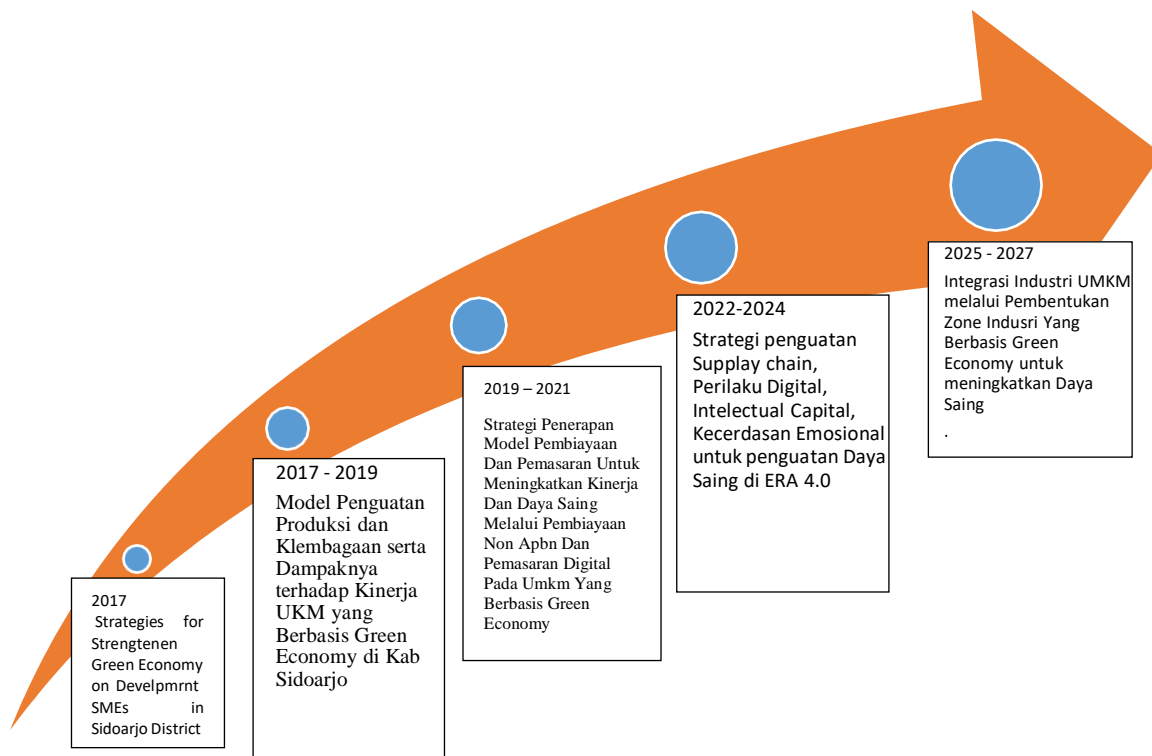 2017
Strategies for
Strengtenen
Green Economy
on Develpmrnt
SMEs in
Sidoarjo District
2017 - 2019
Model Penguatan
Produksi dan
Klembagaan serta
Dampaknya
terhadap Kinerja
UKM yang
Berbasis Green
Economy di Kab
Sidoarjo
2019 – 2021
Strategi Penerapan
Model Pembiayaan
Dan Pemasaran Untuk
Meningkatkan Kinerja
Dan Daya Saing
Melalui Pembiayaan
Non Apbn Dan
Pemasaran Digital
Pada Umkm Yang
Berbasis Green
Economy
2022-2024
Strategi penguatan
Supplay chain,
Perilaku Digital,
Intelectual Capital,
Kecerdasan Emosional
untuk penguatan Daya
Saing di ERA 4.0
2025 - 2027
Integrasi Industri UMKM
melalui Pembentukan
Zone Indusri Yang
Berbasis Green
Economy untuk
meningkatkan Daya
Saing
.